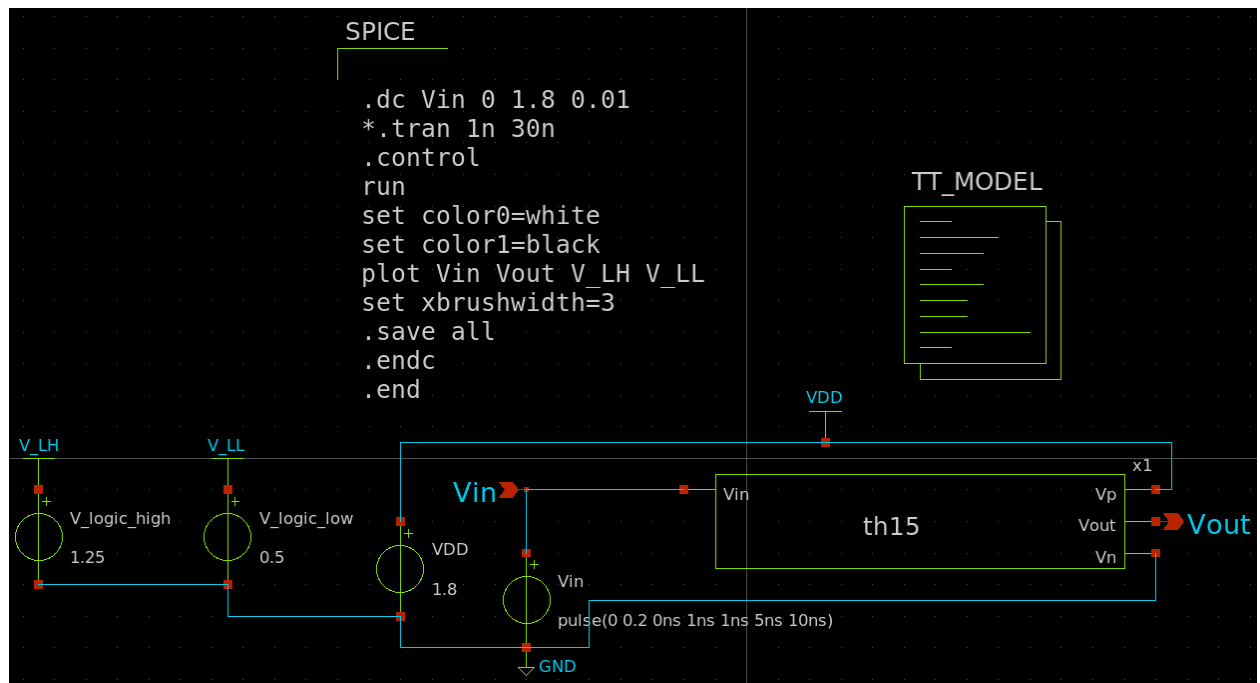 SPICE
.dc Vin 0 1.8 0.01
*.tran 1n 30n
.control
run
set color0=white
set color1=black
plot Vin Vout V_LH V_LL
set xbrushwidth=3
.save all
.endc
.end
TT_MODEL
VDD
V_LH
V_LL
x1
Vin
Vin
Vp
+
+
V_logic_high
V_logic_low
th15
Vout
Vout
1.25
0.5
+
VDD
1.8
Vn
+
Vin
pulse(0 0.2 0ns 1ns 1ns 5ns 10ns)
GND